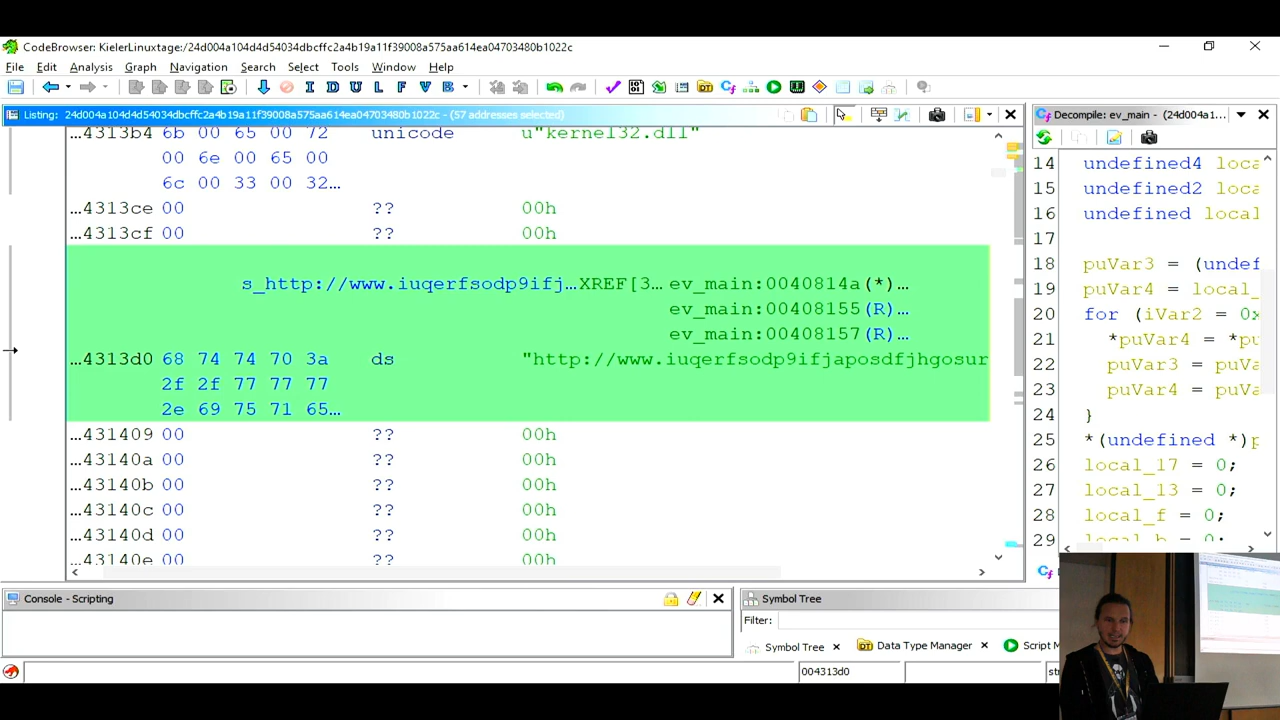 CodeBrowser: KielerLinuxtage:/24d004a104d4d54034dbcffc2a4b19a11f39008a575aa614ea04703480b1022c
File Edit Analysis Graph Navigation Search Select Tools Window Help
I D U L F V B
Listing: 24d004a104d4d54034dbcffc2a4b19a11f39008a575aa614ea04703480b1022c - (57 addresses selected)
...4313b4 6b 00 65 00 72 unicode u"kernel32.dll"
00 6e 00 65 00
6c 00 33 00 32...
...4313ce 00 ?? 00h
...4313cf 00 ?? 00h
s_http://www.iuqerfsodp9ifj...XREF[3... ev_main:0040814a(*)...
ev_main:00408155(R)...
ev_main:00408157(R)...
...4313d0 68 74 74 70 3a ds "http://www.iuqerfsodp9ifjaposdfjhgosur
2f 2f 77 77 77
2e 69 75 71 65...
...431409 00 ?? 00h
...43140a 00 ?? 00h
...43140b 00 ?? 00h
...43140c 00 ?? 00h
...43140d 00 ?? 00h
...43140e 00 ?? 00h
Decompile: ev_main - (24d004a1...
14 undefined4 loca
15 undefined2 loca
16 undefined local
17
18 puVar3 = (undef
19 puVar4 = local_
20 for (iVar2 = 0x
21 *puVar4 = *pu
22 puVar3 = puVa
23 puVar4 = puVa
24 }
25 *(undefined *)p
26 local_17 = 0;
27 local_13 = 0;
28 local_f = 0;
29 local_b = 0;
Console - Scripting
Symbol Tree
Filter:
Symbol Tree Data Type Manager Script M
004313d0